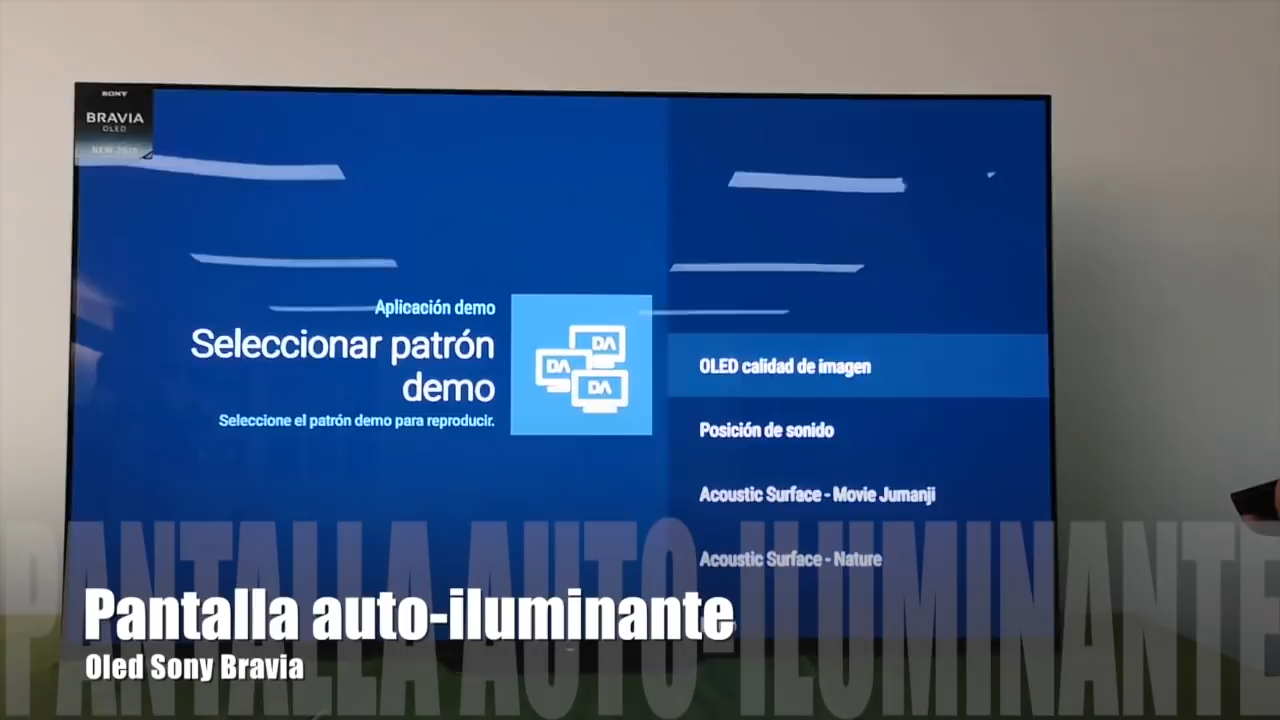 SONY
BRAVIA
OLED
NEW 2019
Aplicación demo
Seleccionar patrón
demo
Seleccione el patrón demo para reproducir.
DA
DA
DA
OLED calidad de imagen
Posición de sonido
Acoustic Surface - Movie Jumanji
Acoustic Surface - Nature
PANTALLA AUTO-ILUMINANTE
Pantalla auto-iluminante
Oled Sony Bravia